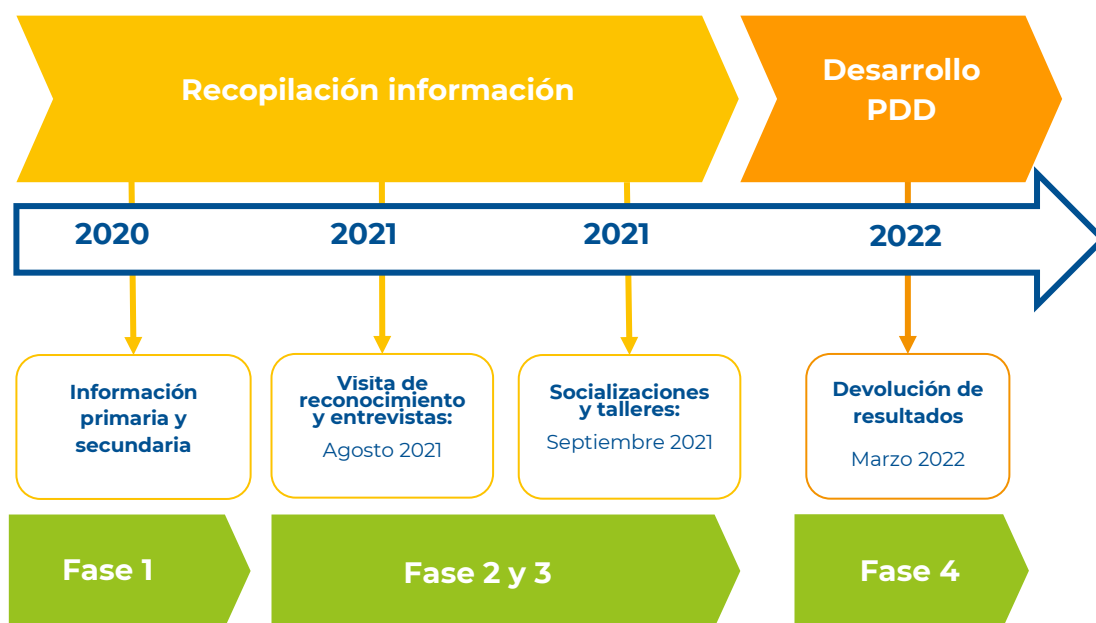 Recopilación información
Desarrollo
PDD
2020
2021
2021
2022
Información
primaria y
secundaria
Visita de
reconocimiento
y entrevistas:
Agosto 2021
Socializaciones
y talleres:
Septiembre 2021
Devolución de
resultados
Marzo 2022
Fase 1
Fase 2 y 3
Fase 4